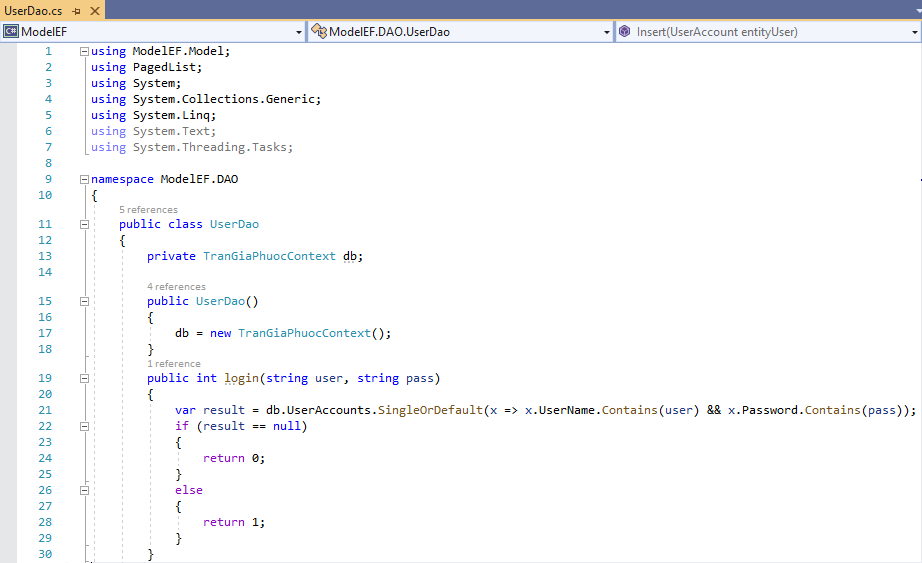 UserDao.cs
C# ModelEF ModelEF.DAO.UserDao Insert(UserAccount entityUser)
1 using ModelEF.Model;
2 using PagedList;
3 using System;
4 using System.Collections.Generic;
5 using System.Linq;
6 using System.Text;
7 using System.Threading.Tasks;
8
9 namespace ModelEF.DAO
10 {
5 references
11 public class UserDao
12 {
13 private TranGiaPhuocContext db;
14
4 references
15 public UserDao()
16 {
17 db = new TranGiaPhuocContext();
18 }
1 reference
19 public int login(string user, string pass)
20 {
21 var result = db.UserAccounts.SingleOrDefault(x => x.UserName.Contains(user) && x.Password.Contains(pass));
22 if (result == null)
23 {
24 return 0;
25 }
26 else
27 {
28 return 1;
29 }
30 }